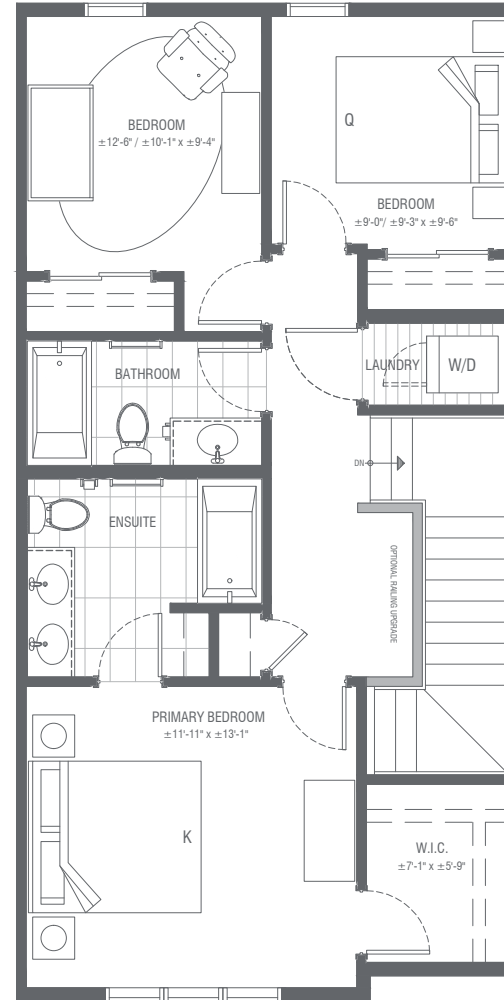 BEDROOM
±12'-6" / ±10'-1" x ±9'-4"
Q
BEDROOM
±9'-0"/ ±9'-3" x ±9'-6"
BATHROOM
LAUNDRY
W/D
DN
ENSUITE
OPTIONAL RAILING UPGRADE
PRIMARY BEDROOM
±11'-11" x ±13'-1"
K
W.I.C.
±7'-1" x ±5'-9"